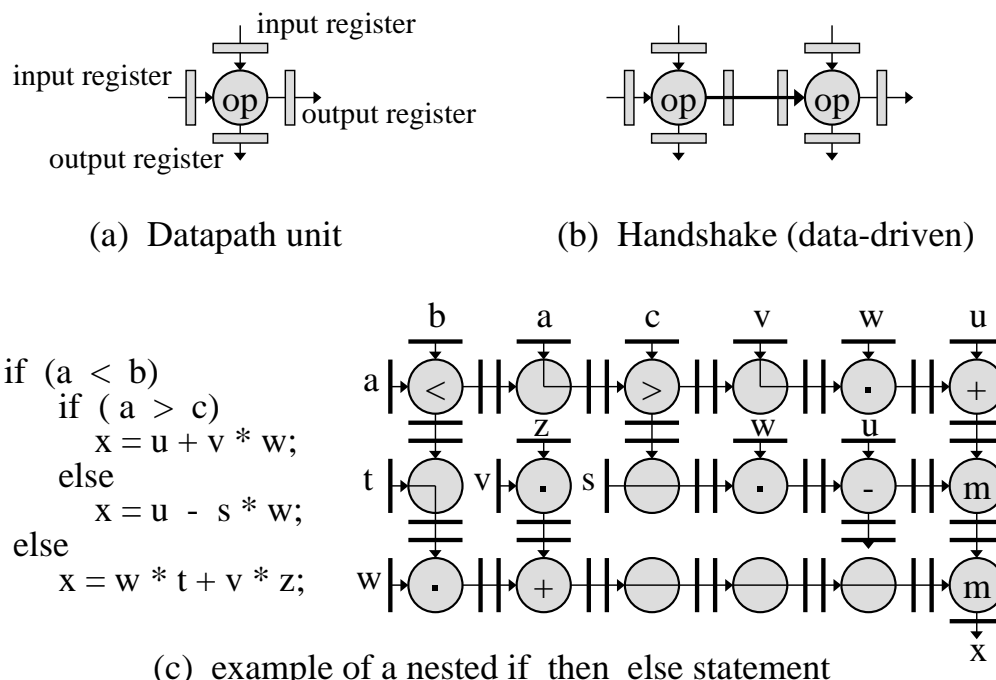 input register
input register
op
output register
output register
op
op
(a) Datapath unit
(b) Handshake (data-driven)
b a c v w u
if (a < b)
if ( a > c)
x = u + v * w;
else
x = u - s * w;
else
x = w * t + v * z;
a < > · +
z w u
t v · s · - m
w · + m
x
(c) example of a nested if then else statement